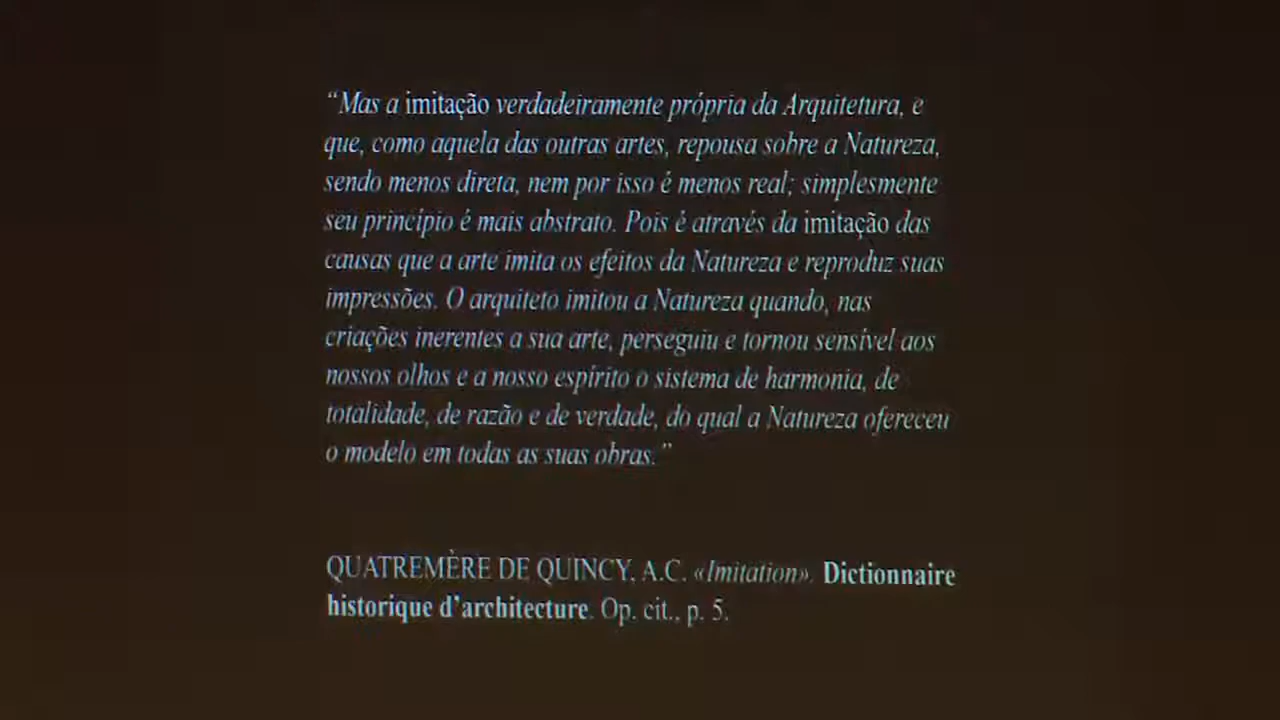 “Mas a imitação verdadeiramente própria da Arquitetura, e
que, como aquela das outras artes, repousa sobre a Natureza,
sendo menos direta, nem por isso é menos real; simplesmente
seu princípio é mais abstrato. Pois é através da imitação das
causas que a arte imita os efeitos da Natureza e reproduz suas
impressões. O arquiteto imitou a Natureza quando, nas
criações inerentes a sua arte, perseguiu e tornou sensível aos
nossos olhos e a nosso espírito o sistema de harmonia, de
totalidade, de razão e de verdade, do qual a Natureza ofereceu
o modelo em todas as suas obras.”
QUATREMÈRE DE QUINCY, A.C. «Imitation». Dictionnaire
historique d’architecture. Op. cit., p. 5.